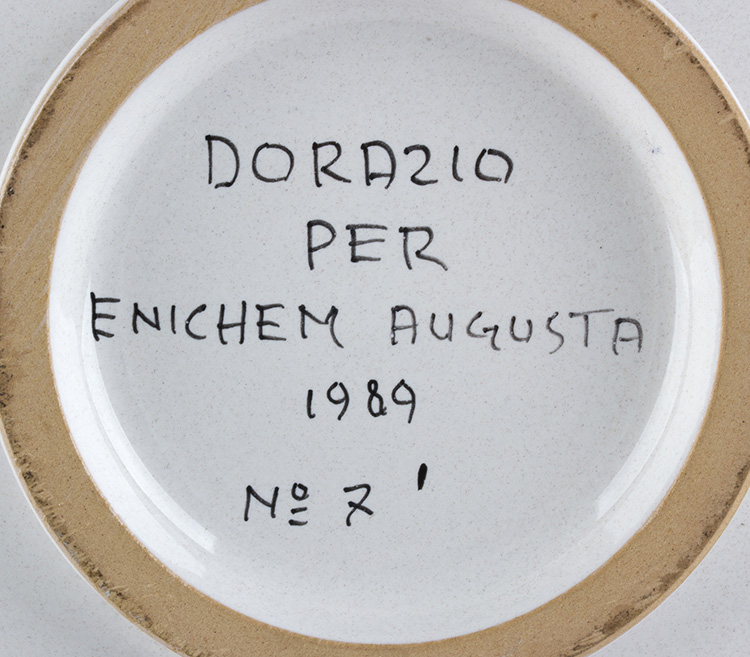 DORAZIO
PER
ENICHEM AUGUSTA
1989
Nº 7 '